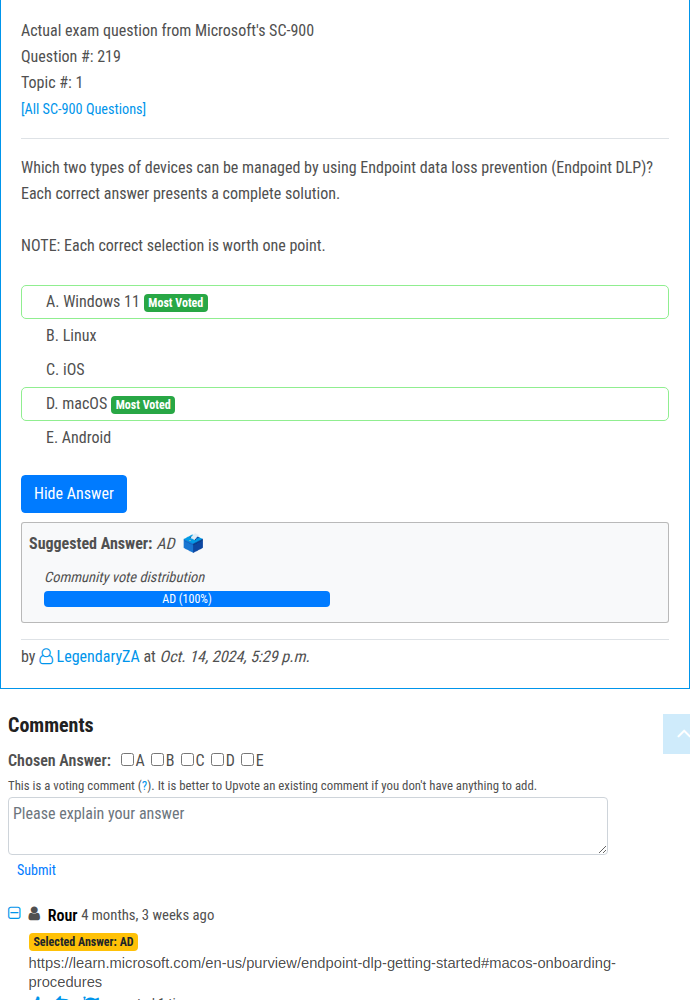 Actual exam question from Microsoft's SC-900
Question #: 219
Topic #: 1
[All SC-900 Questions]
Which two types of devices can be managed by using Endpoint data loss prevention (Endpoint DLP)?
Each correct answer presents a complete solution.
NOTE: Each correct selection is worth one point.
A. Windows 11 Most Voted
B. Linux
C. iOS
D. macOS Most Voted
E. Android
Hide Answer
Suggested Answer: AD
Community vote distribution
AD (100%)
by LegendaryZA at Oct. 14, 2024, 5:29 p.m.
Comments
Chosen Answer: A B C D E
This is a voting comment (?). It is better to Upvote an existing comment if you don't have anything to add.
Please explain your answer
Submit
Rour 4 months, 3 weeks ago
Selected Answer: AD
https://learn.microsoft.com/en-us/purview/endpoint-dlp-getting-started#macos-onboarding-
procedures